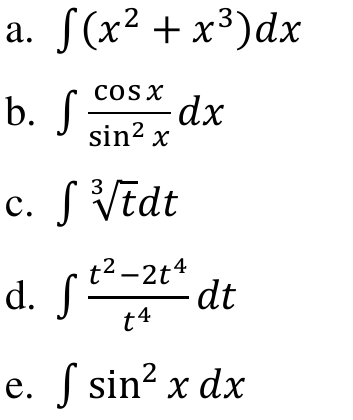 a. ∫(x² + x³)dx
b. ∫ cos x / sin² x dx
c. ∫ ∛t dt
d. ∫ t²−2t⁴ / t⁴ dt
e. ∫ sin² x dx